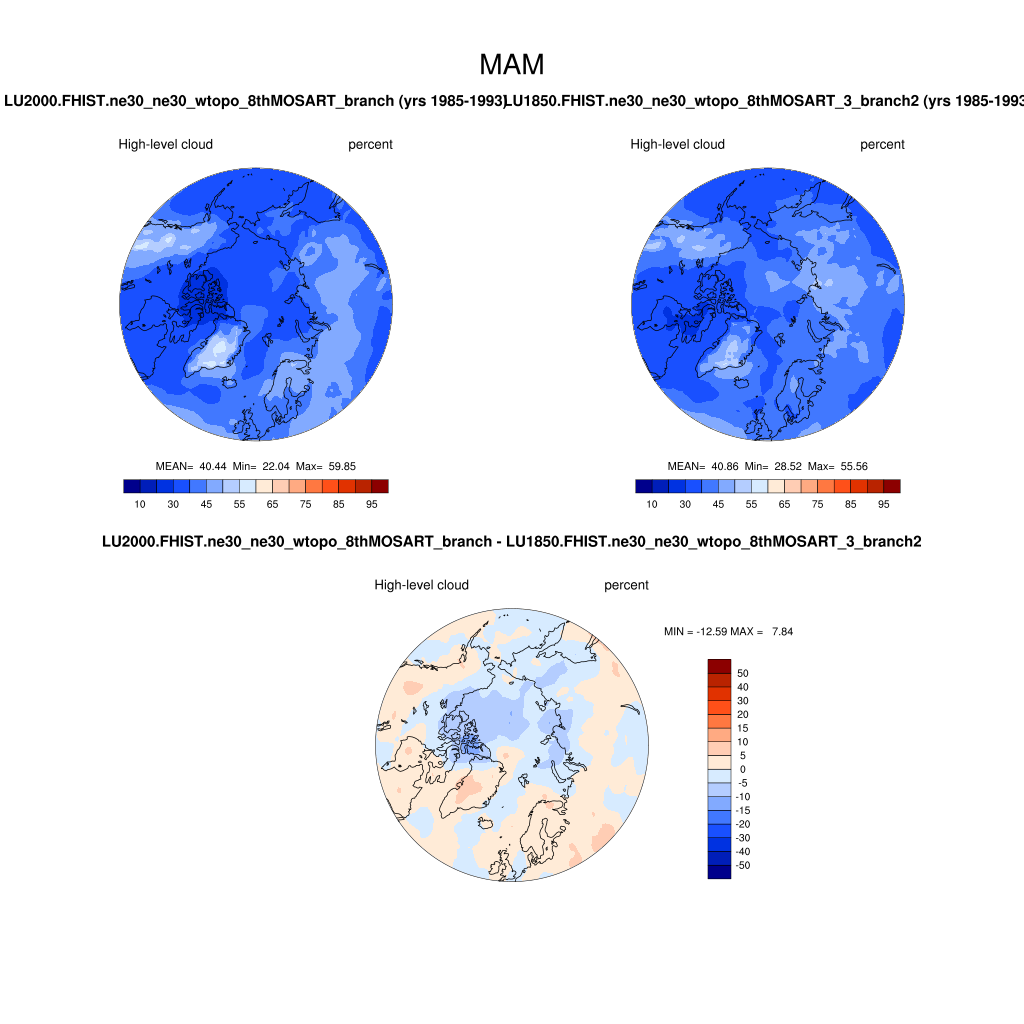 MAM
LU2000.FHIST.ne30_ne30_wtopo_8thMOSART_branch (yrs 1985-1993) LU1850.FHIST.ne30_ne30_wtopo_8thMOSART_3_branch2 (yrs 1985-1993
High-level cloud percent High-level cloud percent
MEAN= 40.44 Min= 22.04 Max= 59.85 MEAN= 40.86 Min= 28.52 Max= 55.56
10 30 45 55 65 75 85 95 10 30 45 55 65 75 85 95
LU2000.FHIST.ne30_ne30_wtopo_8thMOSART_branch - LU1850.FHIST.ne30_ne30_wtopo_8thMOSART_3_branch2
High-level cloud percent
MIN = -12.59 MAX = 7.84
50
40
30
20
15
10
5
0
-5
-10
-15
-20
-30
-40
-50